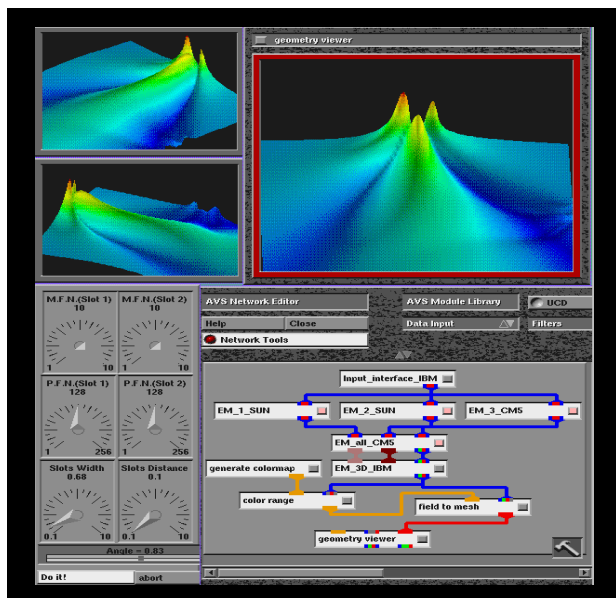 geometry viewer
M.F.N.(Slot 1) M.F.N.(Slot 2)
10 10
1 10 1 10
P.F.N.(Slot 1) P.F.N.(Slot 2)
128 128
1 256 1 256
Slots Width Slots Distance
0.68 0.1
0.1 10 0.1 10
Angle = 0.83
Do it! abort
AVS Network Editor
AVS Module Library
UCD
Help Close
Data Input
Filters
Network Tools
Input_interface_IBM
EM_1_SUN EM_2_SUN EM_3_CM5
EM_all_CM5
generate colormap EM_3D_IBM
color range field to mesh
geometry viewer